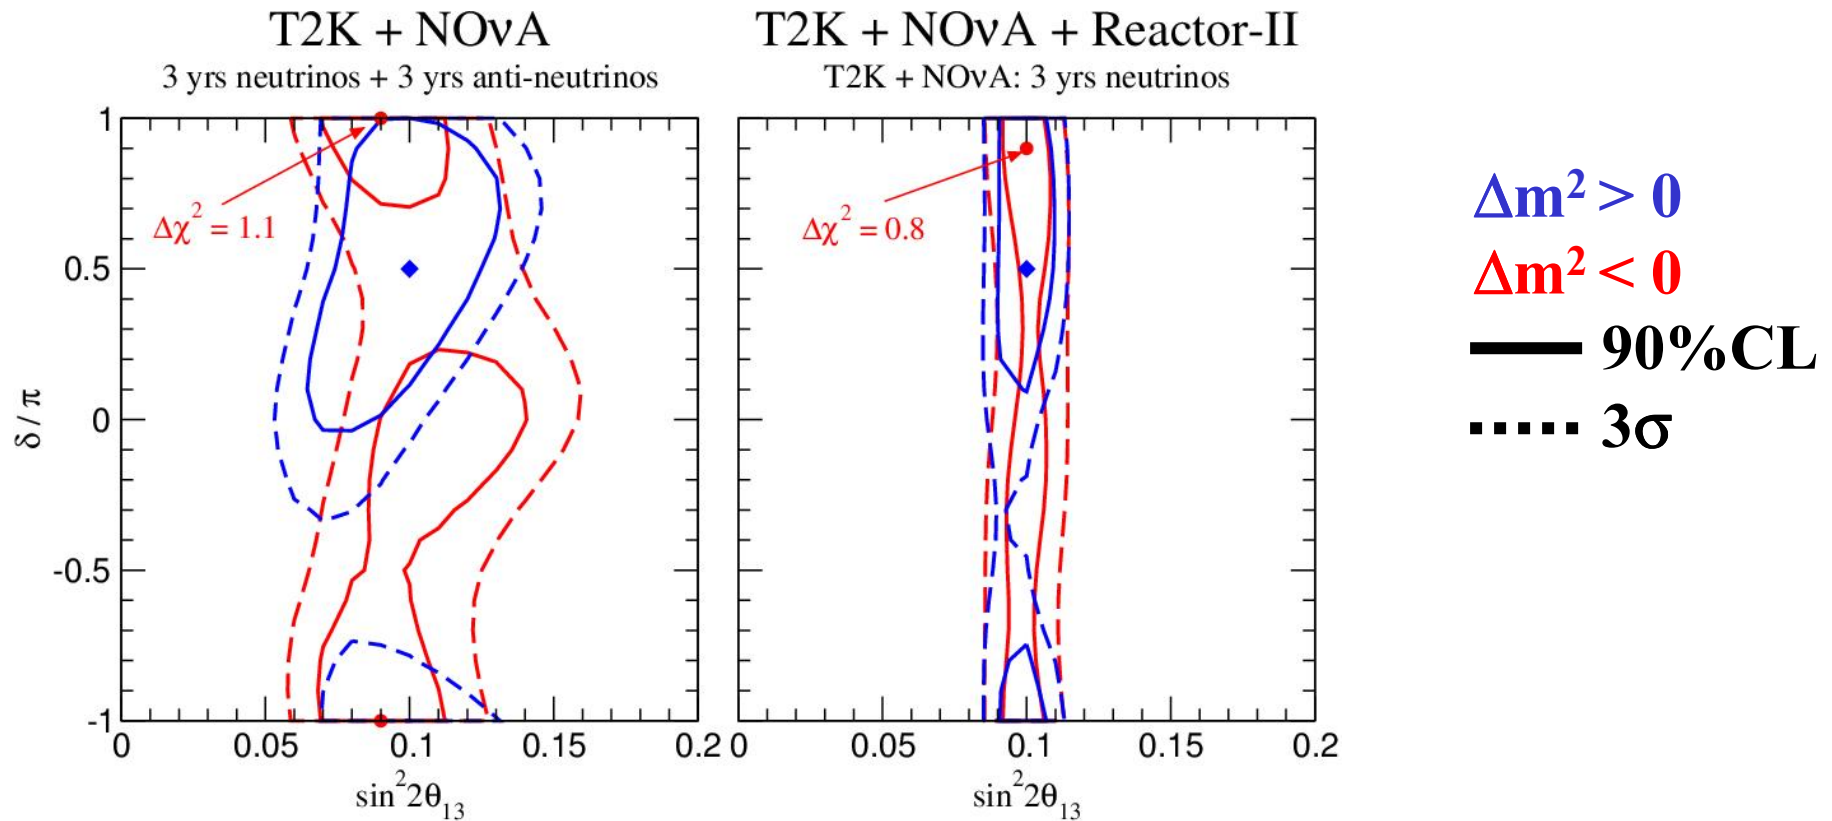 T2K + NOνA
3 yrs neutrinos + 3 yrs anti-neutrinos
T2K + NOνA + Reactor-II
T2K + NOνA: 3 yrs neutrinos
1
0.5
0
-0.5
-1
δ / π
Δχ² = 1.1
0 0.05 0.1 0.15 0.2
sin²2θ₁₃
Δχ² = 0.8
0 0.05 0.1 0.15 0.2
sin²2θ₁₃
Δm² > 0
Δm² < 0
90%CL
3σ